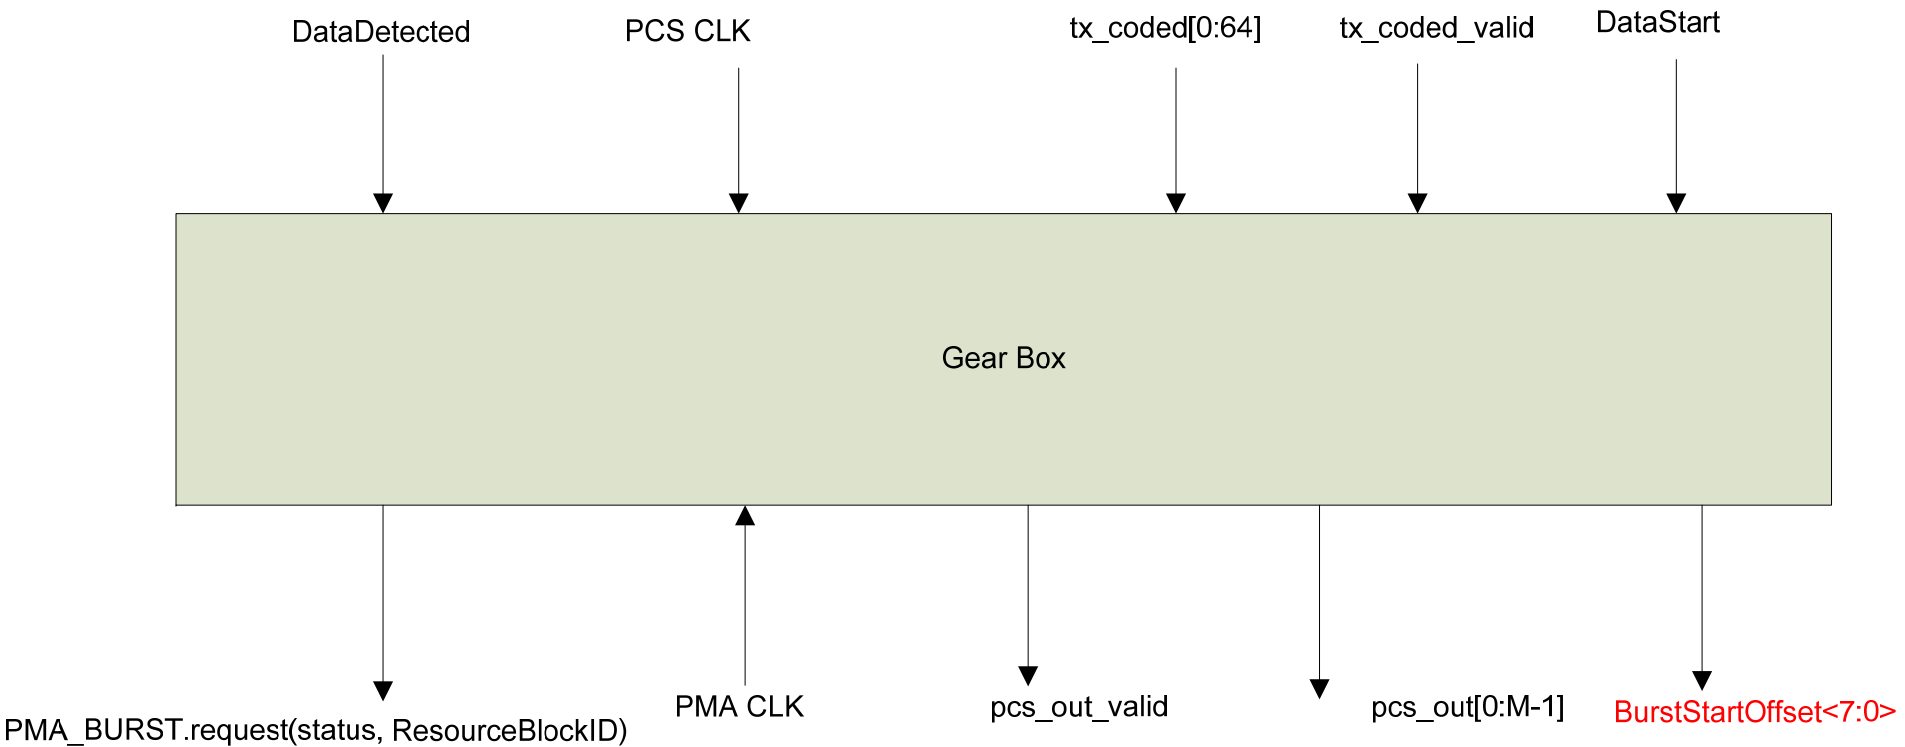 DataDetected
PCS CLK
tx_coded[0:64]
tx_coded_valid
DataStart
Gear Box
PMA_BURST.request(status, ResourceBlockID)
PMA CLK
pcs_out_valid
pcs_out[0:M-1]
BurstStartOffset<7:0>